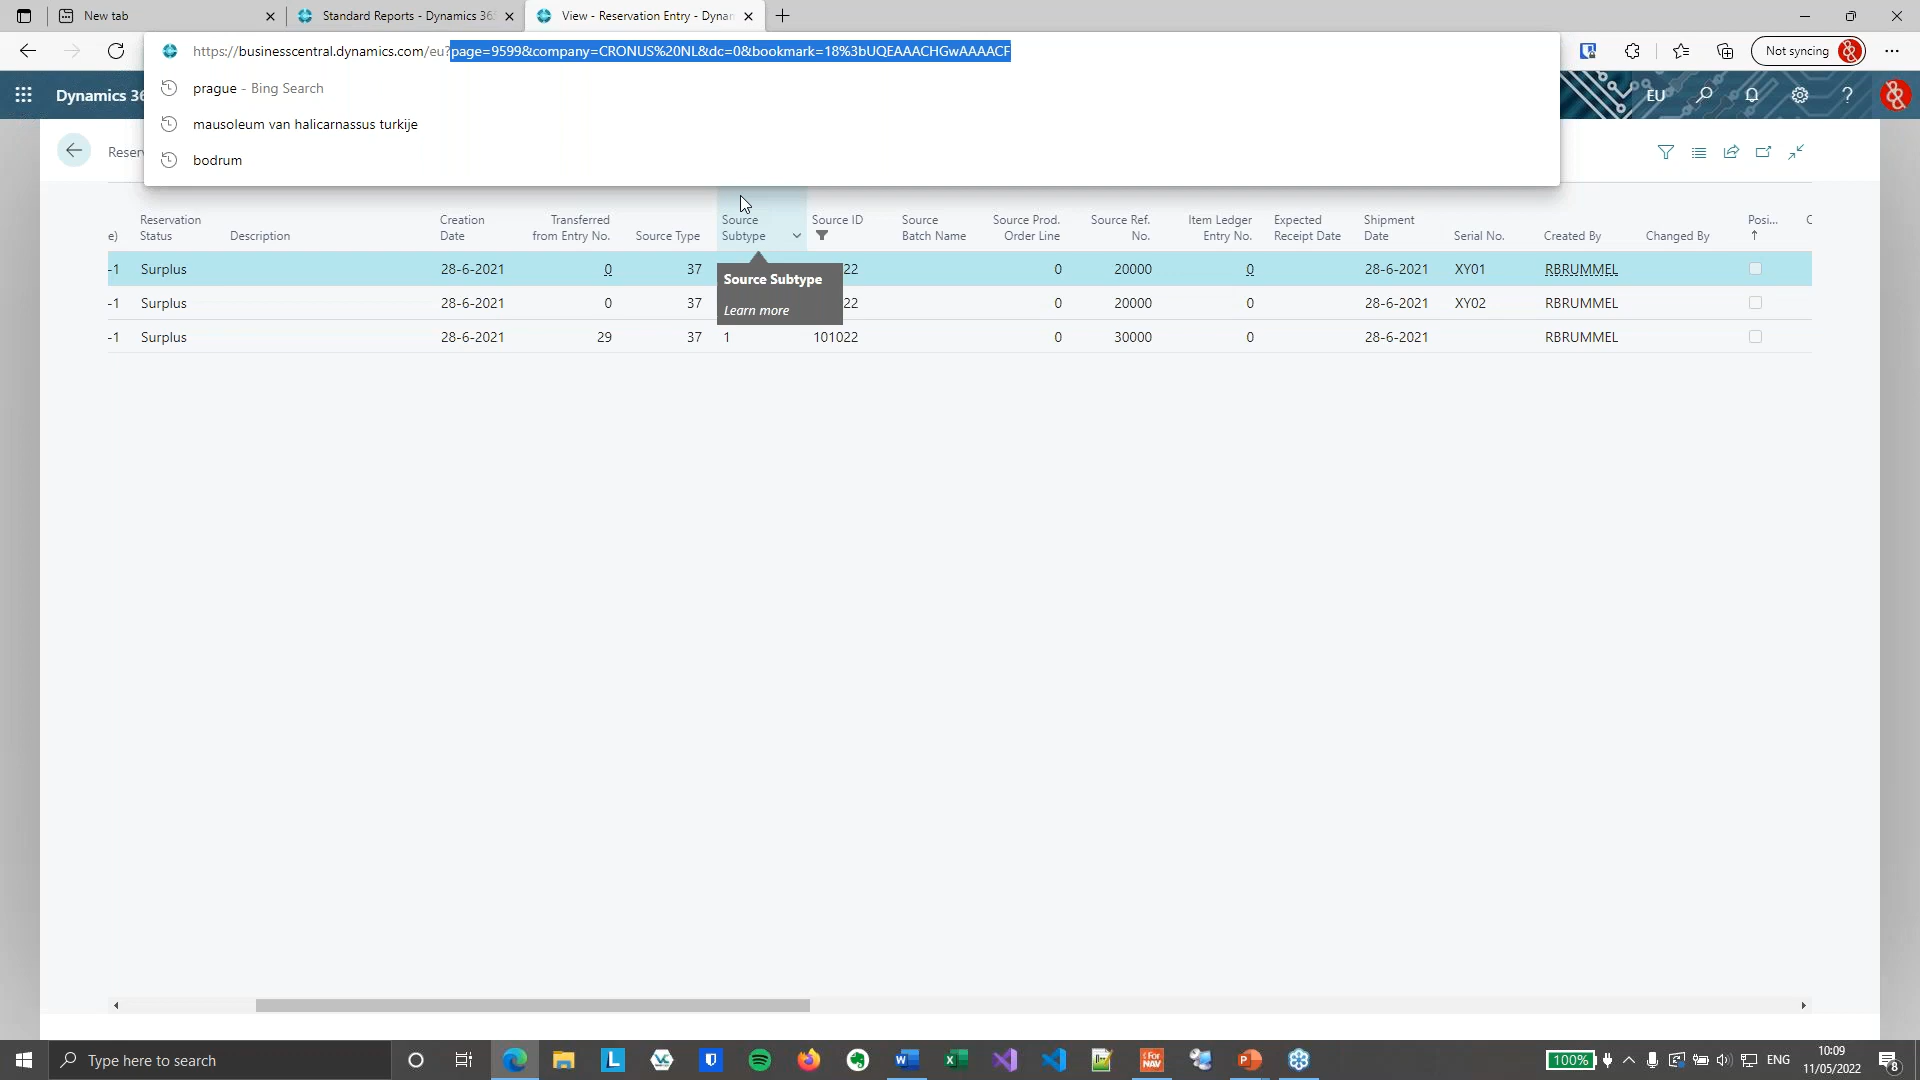 New tab
Standard Reports - Dynamics 36
View - Reservation Entry - Dynan
https://businesscentral.dynamics.com/eu?page=9599&company=CRONUS%20NL&dc=0&bookmark=18%3bUQEAAACHGwAAAACF
Not syncing
prague - Bing Search
mausoleum van halicarnassus turkije
bodrum
Dynamics 36
EU
Reser
e)
Reservation Status
Description
Creation Date
Transferred from Entry No.
Source Type
Source Subtype
Source ID
Source Batch Name
Source Prod. Order Line
Source Ref. No.
Item Ledger Entry No.
Expected Receipt Date
Shipment Date
Serial No.
Created By
Changed By
Posi...
C
-1 Surplus 28-6-2021 0 37 22 0 20000 0 28-6-2021 XY01 RBRUMMEL
-1 Surplus 28-6-2021 0 37 22 0 20000 0 28-6-2021 XY02 RBRUMMEL
-1 Surplus 28-6-2021 29 37 1 101022 0 30000 0 28-6-2021 RBRUMMEL
Source Subtype
Learn more
Type here to search
100%
ENG
10:09
11/05/2022
8